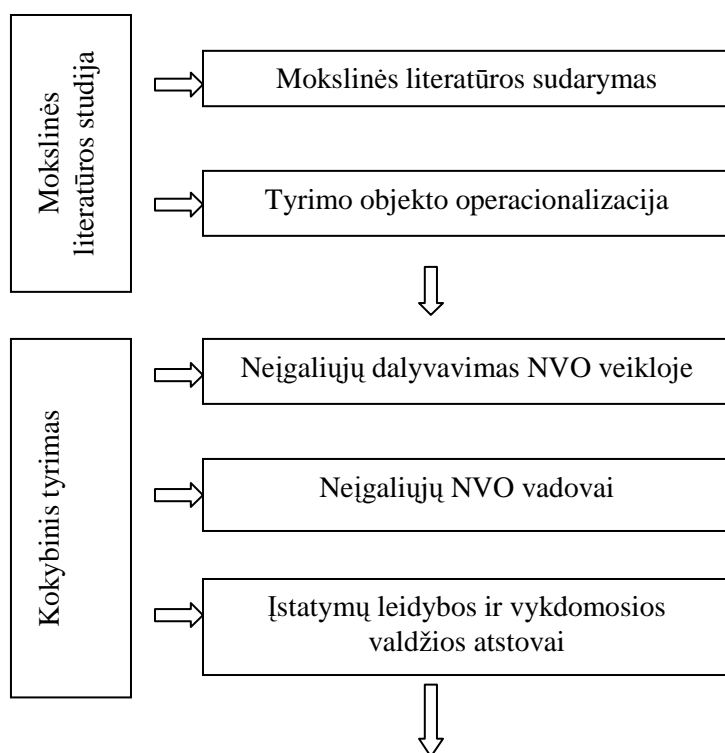 Mokslinės
literatūros studija
Mokslinės literatūros sudarymas
Tyrimo objekto operacionalizacija
Kokybinis tyrimas
Neįgaliųjų dalyvavimas NVO veikloje
Neįgaliųjų NVO vadovai
Įstatymų leidybos ir vykdomosios
valdžios atstovai